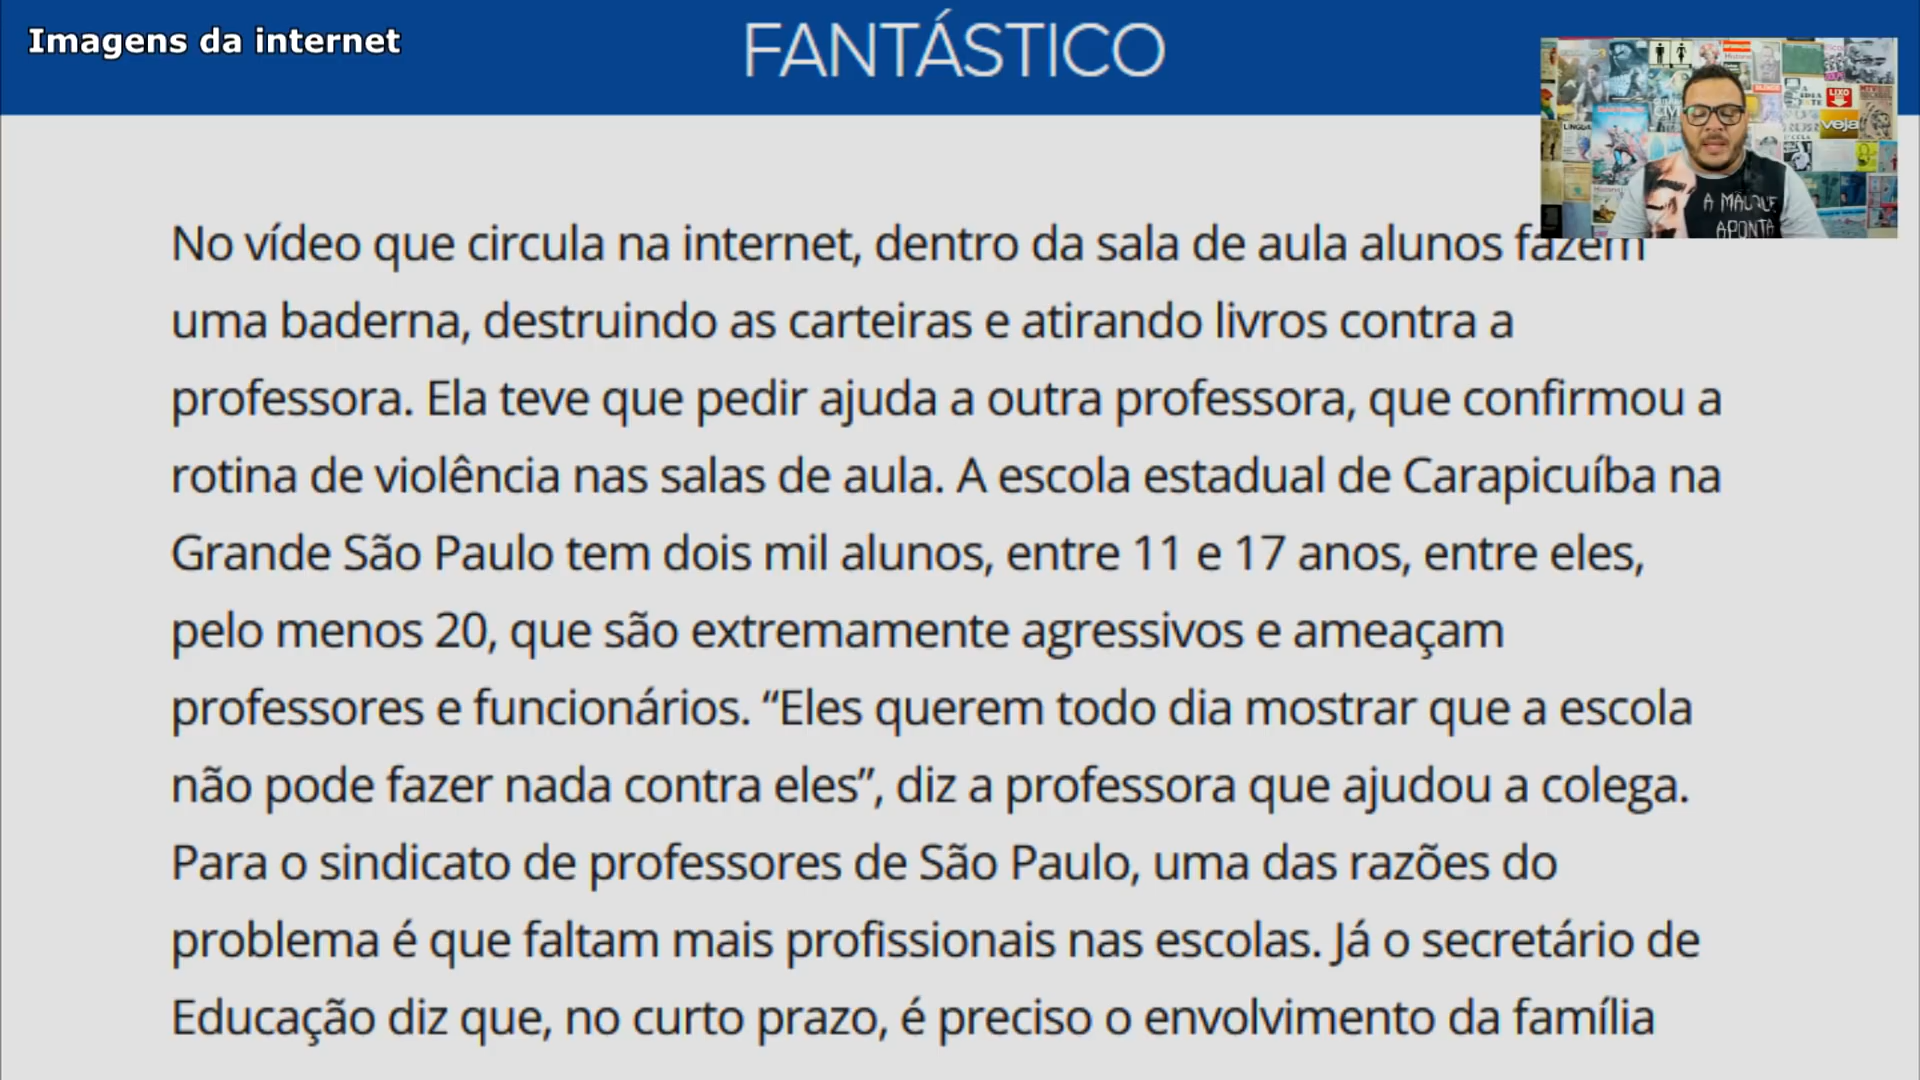 Imagens da internet
FANTÁSTICO
LIXO
veja
A MÃO QUE
APONTA
No vídeo que circula na internet, dentro da sala de aula alunos fazem
uma baderna, destruindo as carteiras e atirando livros contra a
professora. Ela teve que pedir ajuda a outra professora, que confirmou a
rotina de violência nas salas de aula. A escola estadual de Carapicuíba na
Grande São Paulo tem dois mil alunos, entre 11 e 17 anos, entre eles,
pelo menos 20, que são extremamente agressivos e ameaçam
professores e funcionários. “Eles querem todo dia mostrar que a escola
não pode fazer nada contra eles”, diz a professora que ajudou a colega.
Para o sindicato de professores de São Paulo, uma das razões do
problema é que faltam mais profissionais nas escolas. Já o secretário de
Educação diz que, no curto prazo, é preciso o envolvimento da família